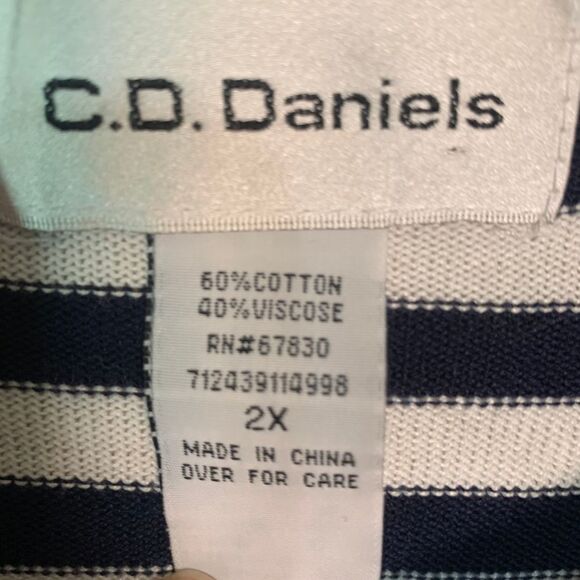 C.D. Daniels
60%COTTON
40%VISCOSE
RN#67830
712439114998
2X
MADE IN CHINA
OVER FOR CARE